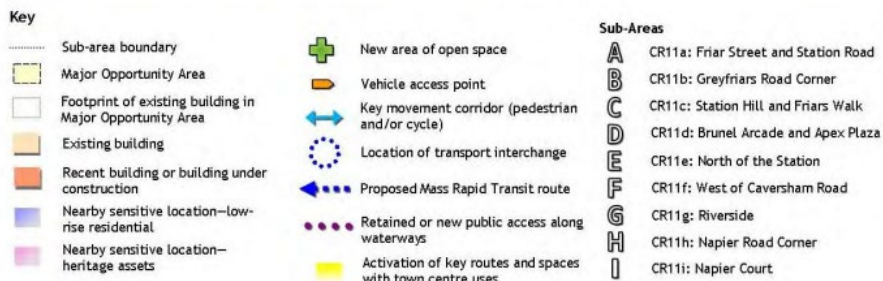 Key
Sub-area boundary
Major Opportunity Area
Footprint of existing building in
Major Opportunity Area
Existing building
Recent building or building under
construction
Nearby sensitive location—low-
rise residential
Nearby sensitive location—
heritage assets
New area of open space
Vehicle access point
Key movement corridor (pedestrian
and/or cycle)
Location of transport interchange
Proposed Mass Rapid Transit route
Retained or new public access along
waterways
Activation of key routes and spaces
with town centre uses
Sub-Areas
A CR11a: Friar Street and Station Road
B CR11b: Greyfriars Road Corner
C CR11c: Station Hill and Friars Walk
D CR11d: Brunel Arcade and Apex Plaza
E CR11e: North of the Station
F CR11f: West of Caversham Road
G CR11g: Riverside
H CR11h: Napier Road Corner
I CR11i: Napier Court